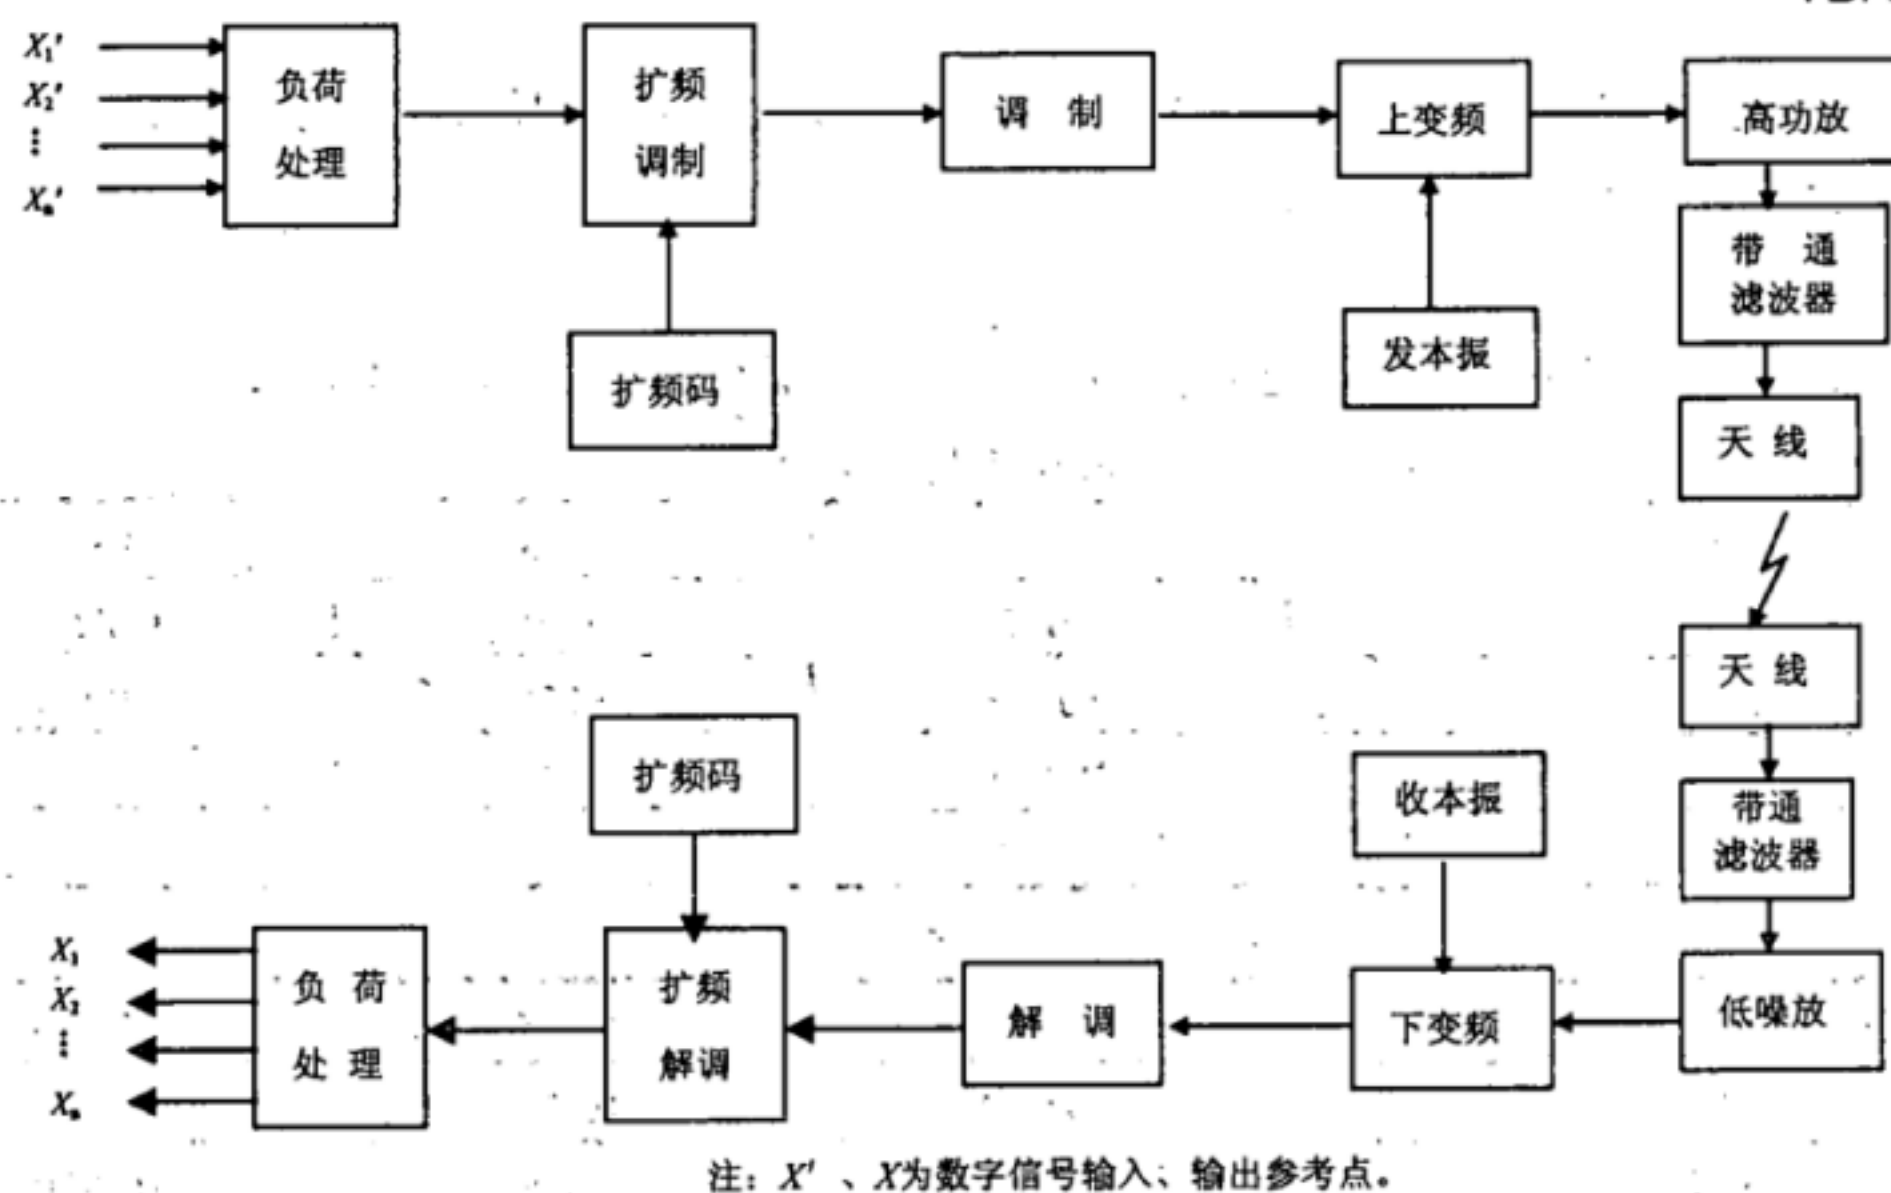 X₁′
X₂′
⋮
Xₙ′
负荷
处理
扩频
调制
调 制
上变频
高功放
带 通
滤波器
扩频码
发本振
天 线
天 线
带通
滤波器
扩频码
收本振
低噪放
下变频
解 调
扩频
解调
负 荷
处 理
X₁
X₂
⋮
Xₙ
注：X′、X为数字信号输入、输出参考点。